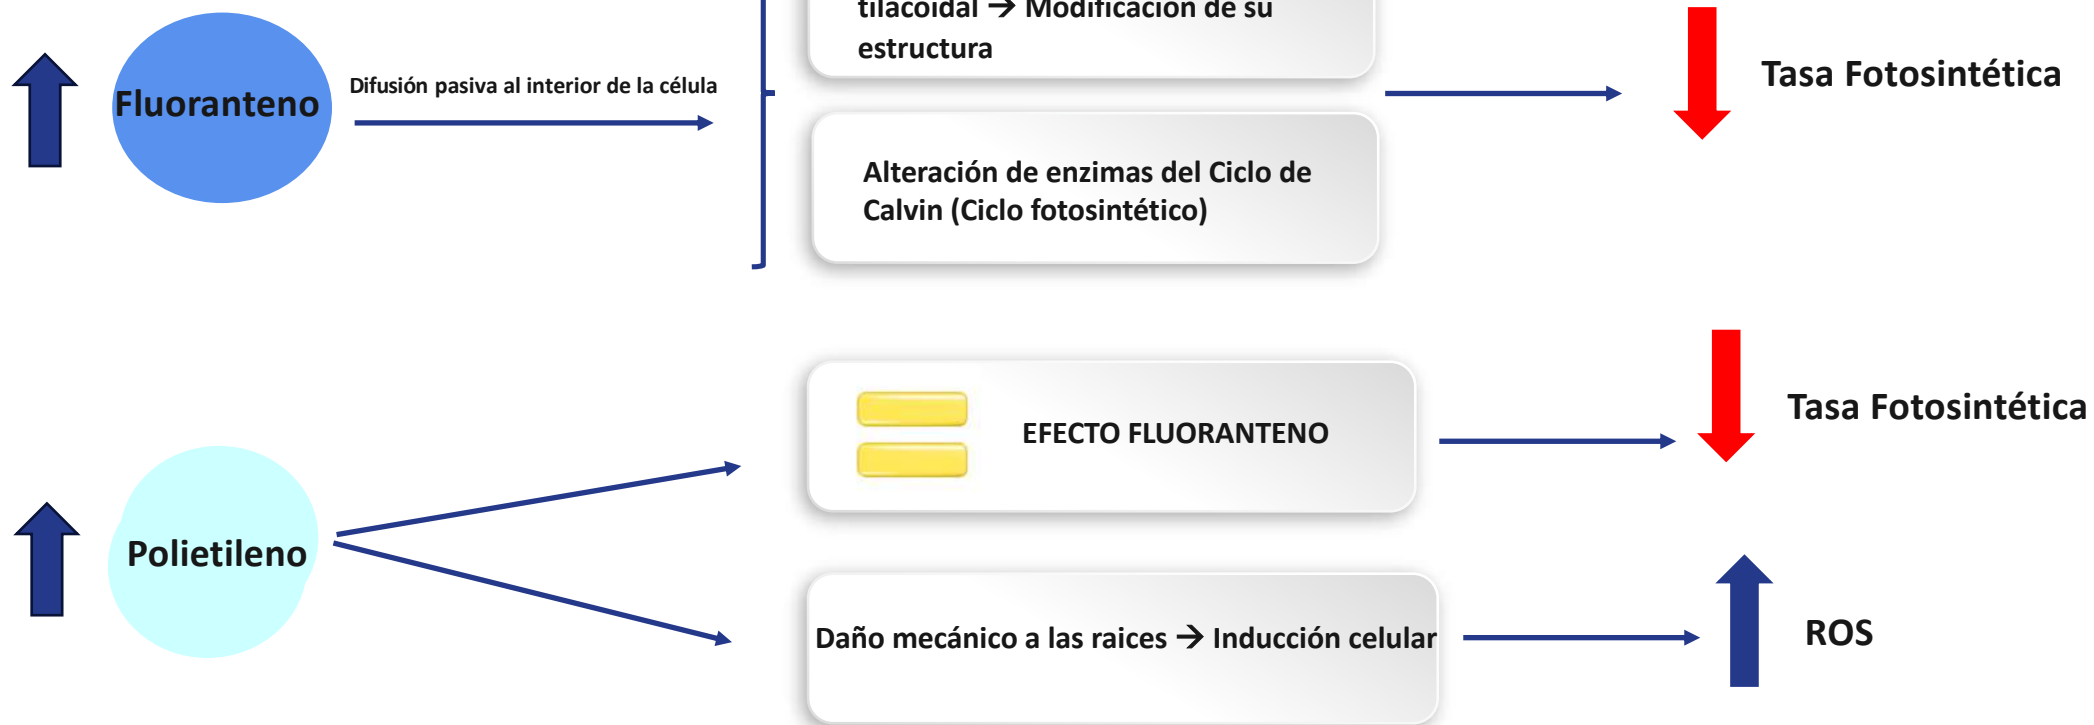 tilacoidal → Modificación de su
estructura
Fluoranteno
Difusión pasiva al interior de la célula
Tasa Fotosintética
Alteración de enzimas del Ciclo de
Calvin (Ciclo fotosintético)
EFECTO FLUORANTENO
Tasa Fotosintética
Polietileno
Daño mecánico a las raices → Inducción celular
ROS